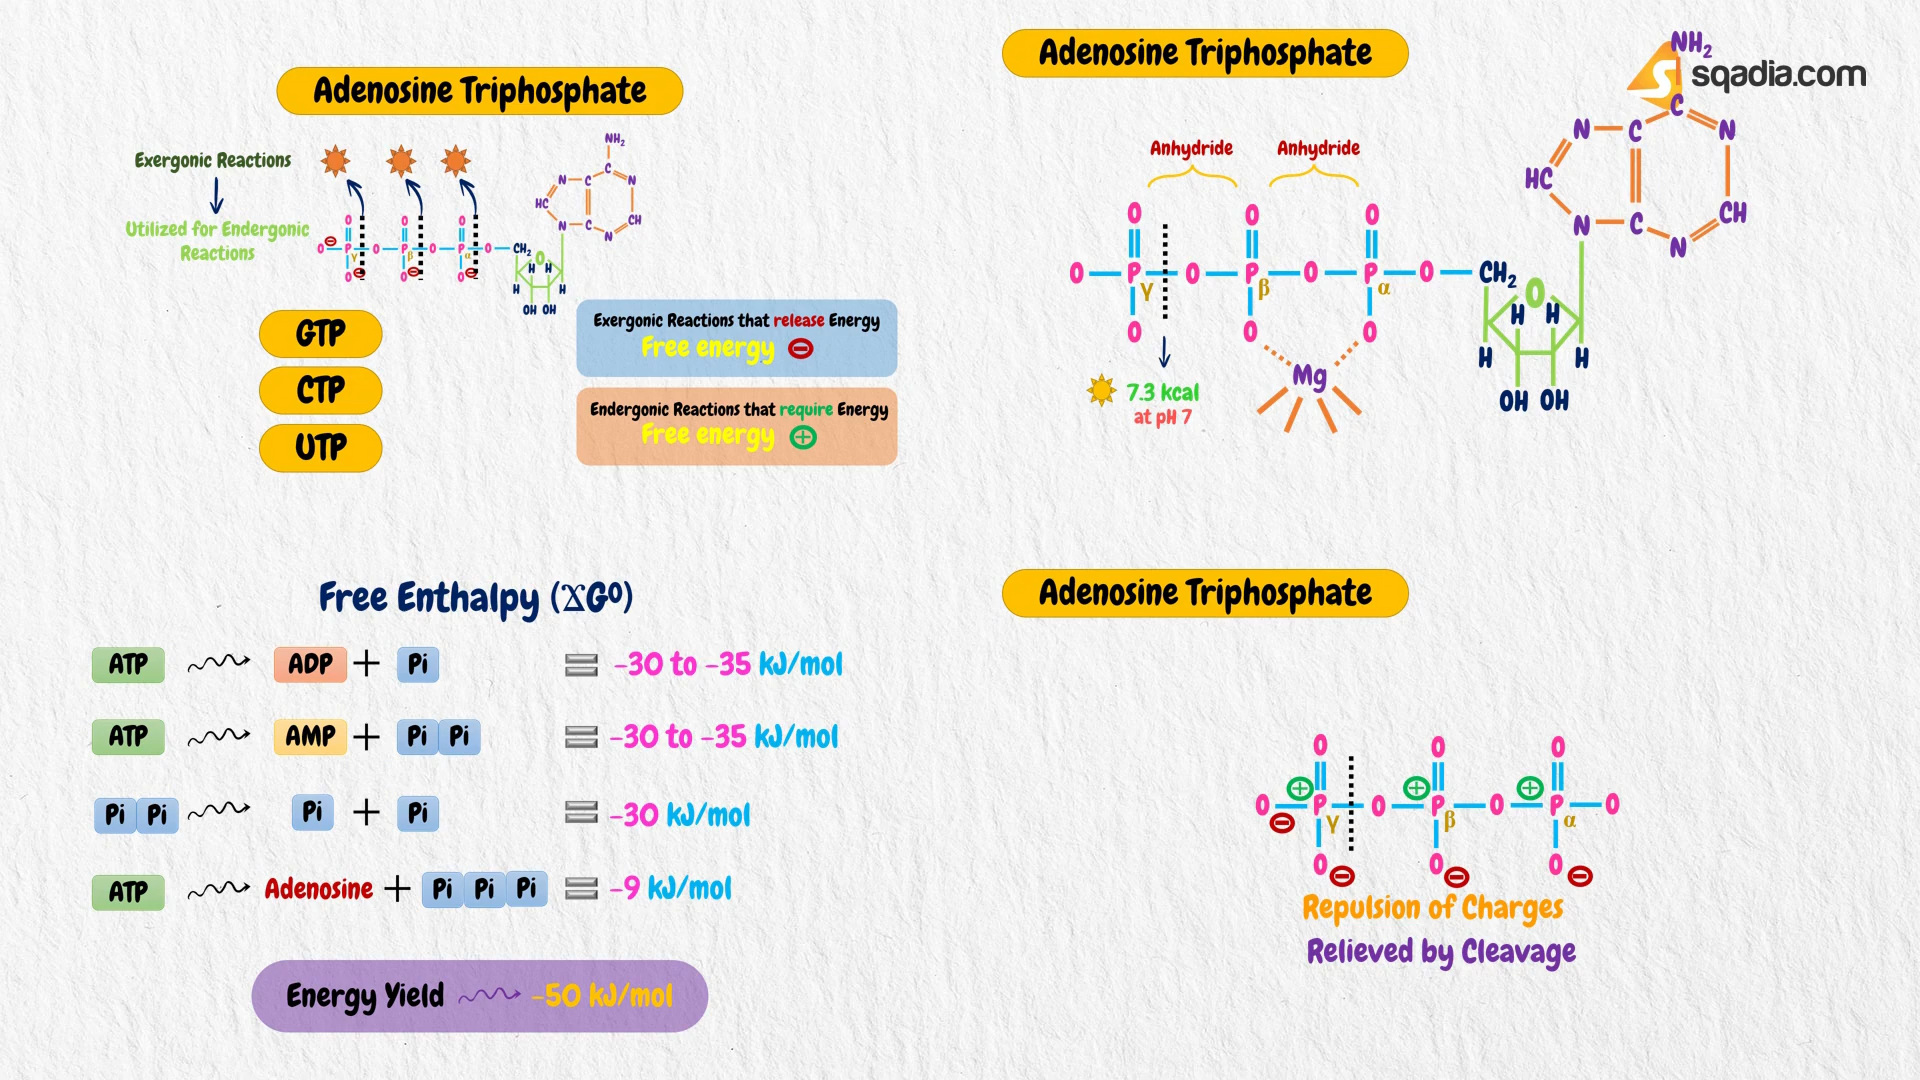 Adenosine Triphosphate
Exergonic Reactions
Utilized for Endergonic
Reactions
O P O P O P O CH₂
O O O
O O O
γ β α
NH₂
N C C N
HC
N C N CH
O
H H
H H
OH OH
GTP
CTP
UTP
Exergonic Reactions that release Energy
Free energy ⊖
Endergonic Reactions that require Energy
Free energy ⊕
Adenosine Triphosphate
sqadia.com
Anhydride Anhydride
O O O
O P O P O P O CH₂
γ β α
O O O
Mg
7.3 kcal
at pH 7
NH₂
C
N C N
HC
N C CH
N
O
H H
H H
OH OH
Free Enthalpy (ϪG⁰)
ATP ADP + Pi = -30 to -35 kJ/mol
ATP AMP + Pi Pi = -30 to -35 kJ/mol
Pi Pi Pi + Pi = -30 kJ/mol
ATP Adenosine + Pi Pi Pi = -9 kJ/mol
Energy Yield -50 kJ/mol
Adenosine Triphosphate
O O O
⊕ ⊕ ⊕
O P O P O P O
⊖ γ β α
O O O
⊖ ⊖ ⊖
Repulsion of Charges
Relieved by Cleavage